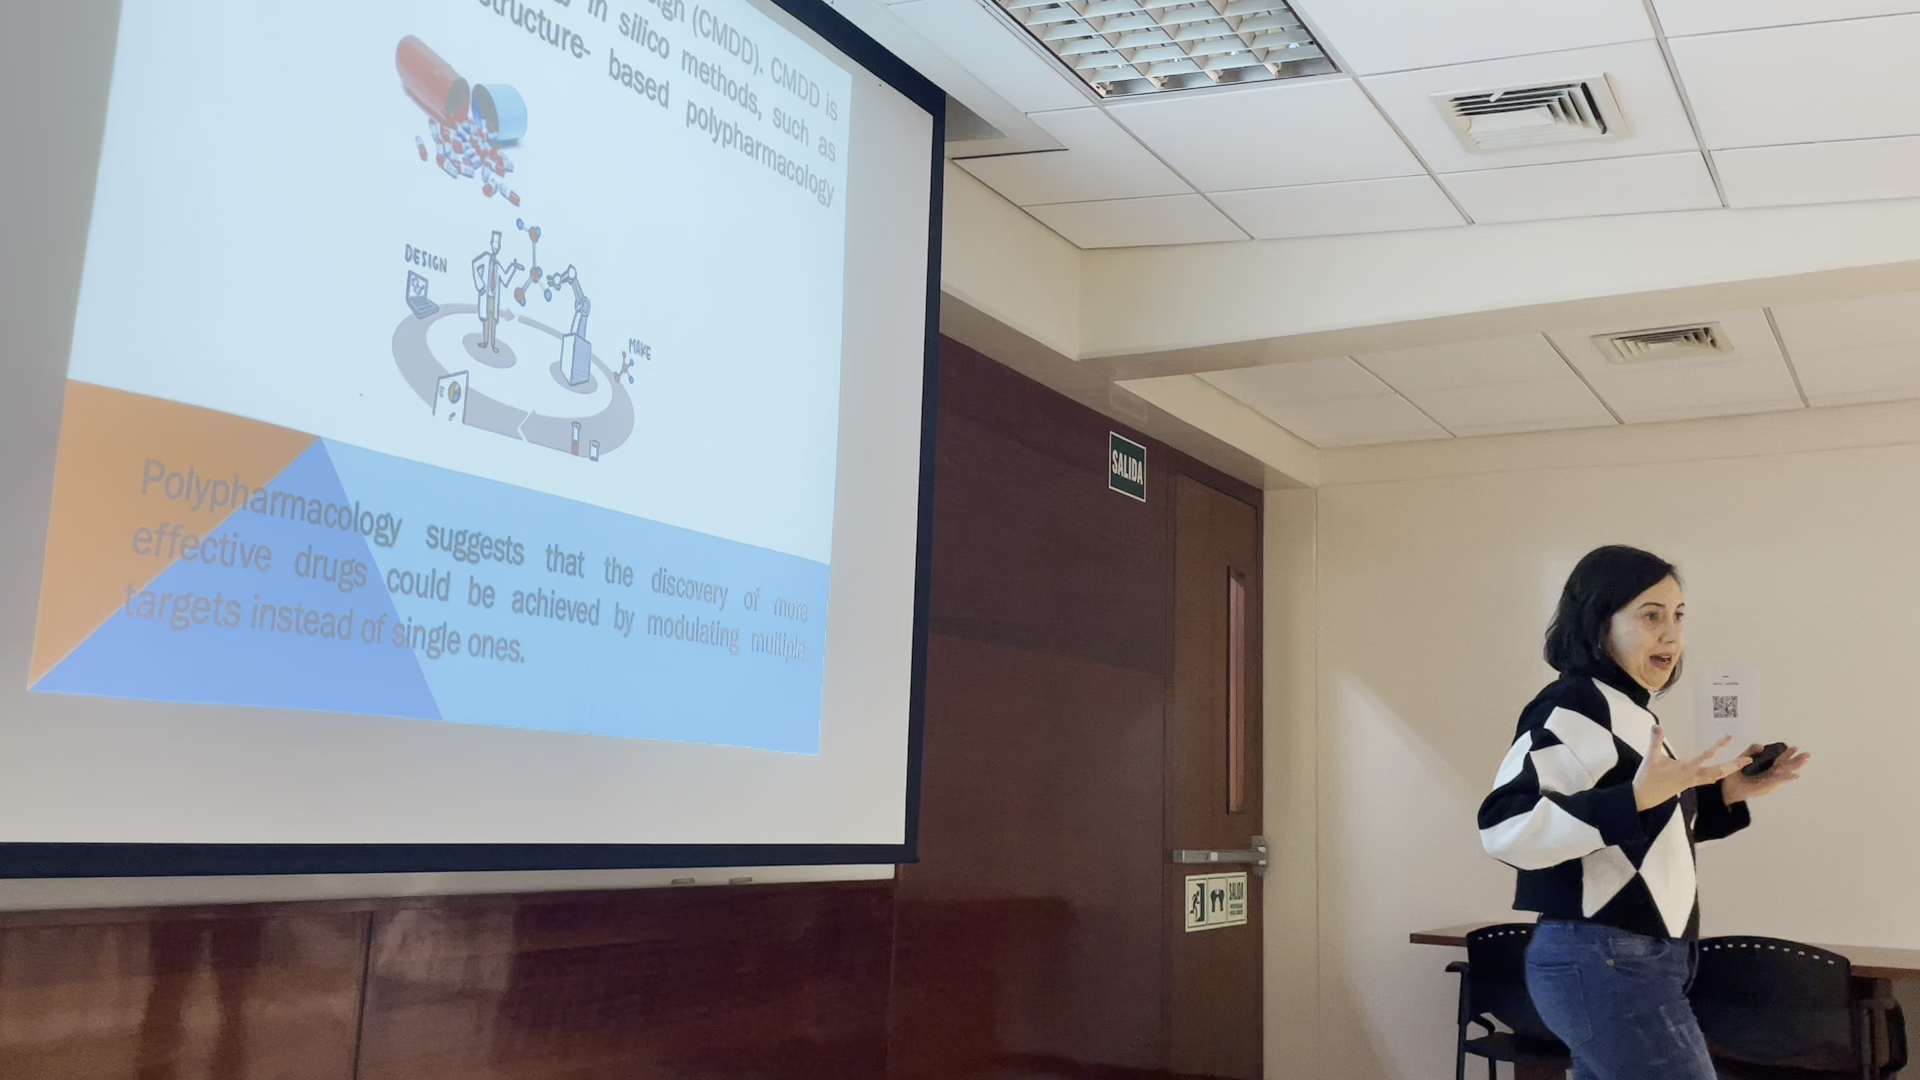 sign (CMDD). CMDD is
in silico methods, such as
structure- based polypharmacology
DESIGN
MAKE
Polypharmacology suggests that the discovery of more
effective drugs could be achieved by modulating multiple
targets instead of single ones.
SALIDA
SALIDA